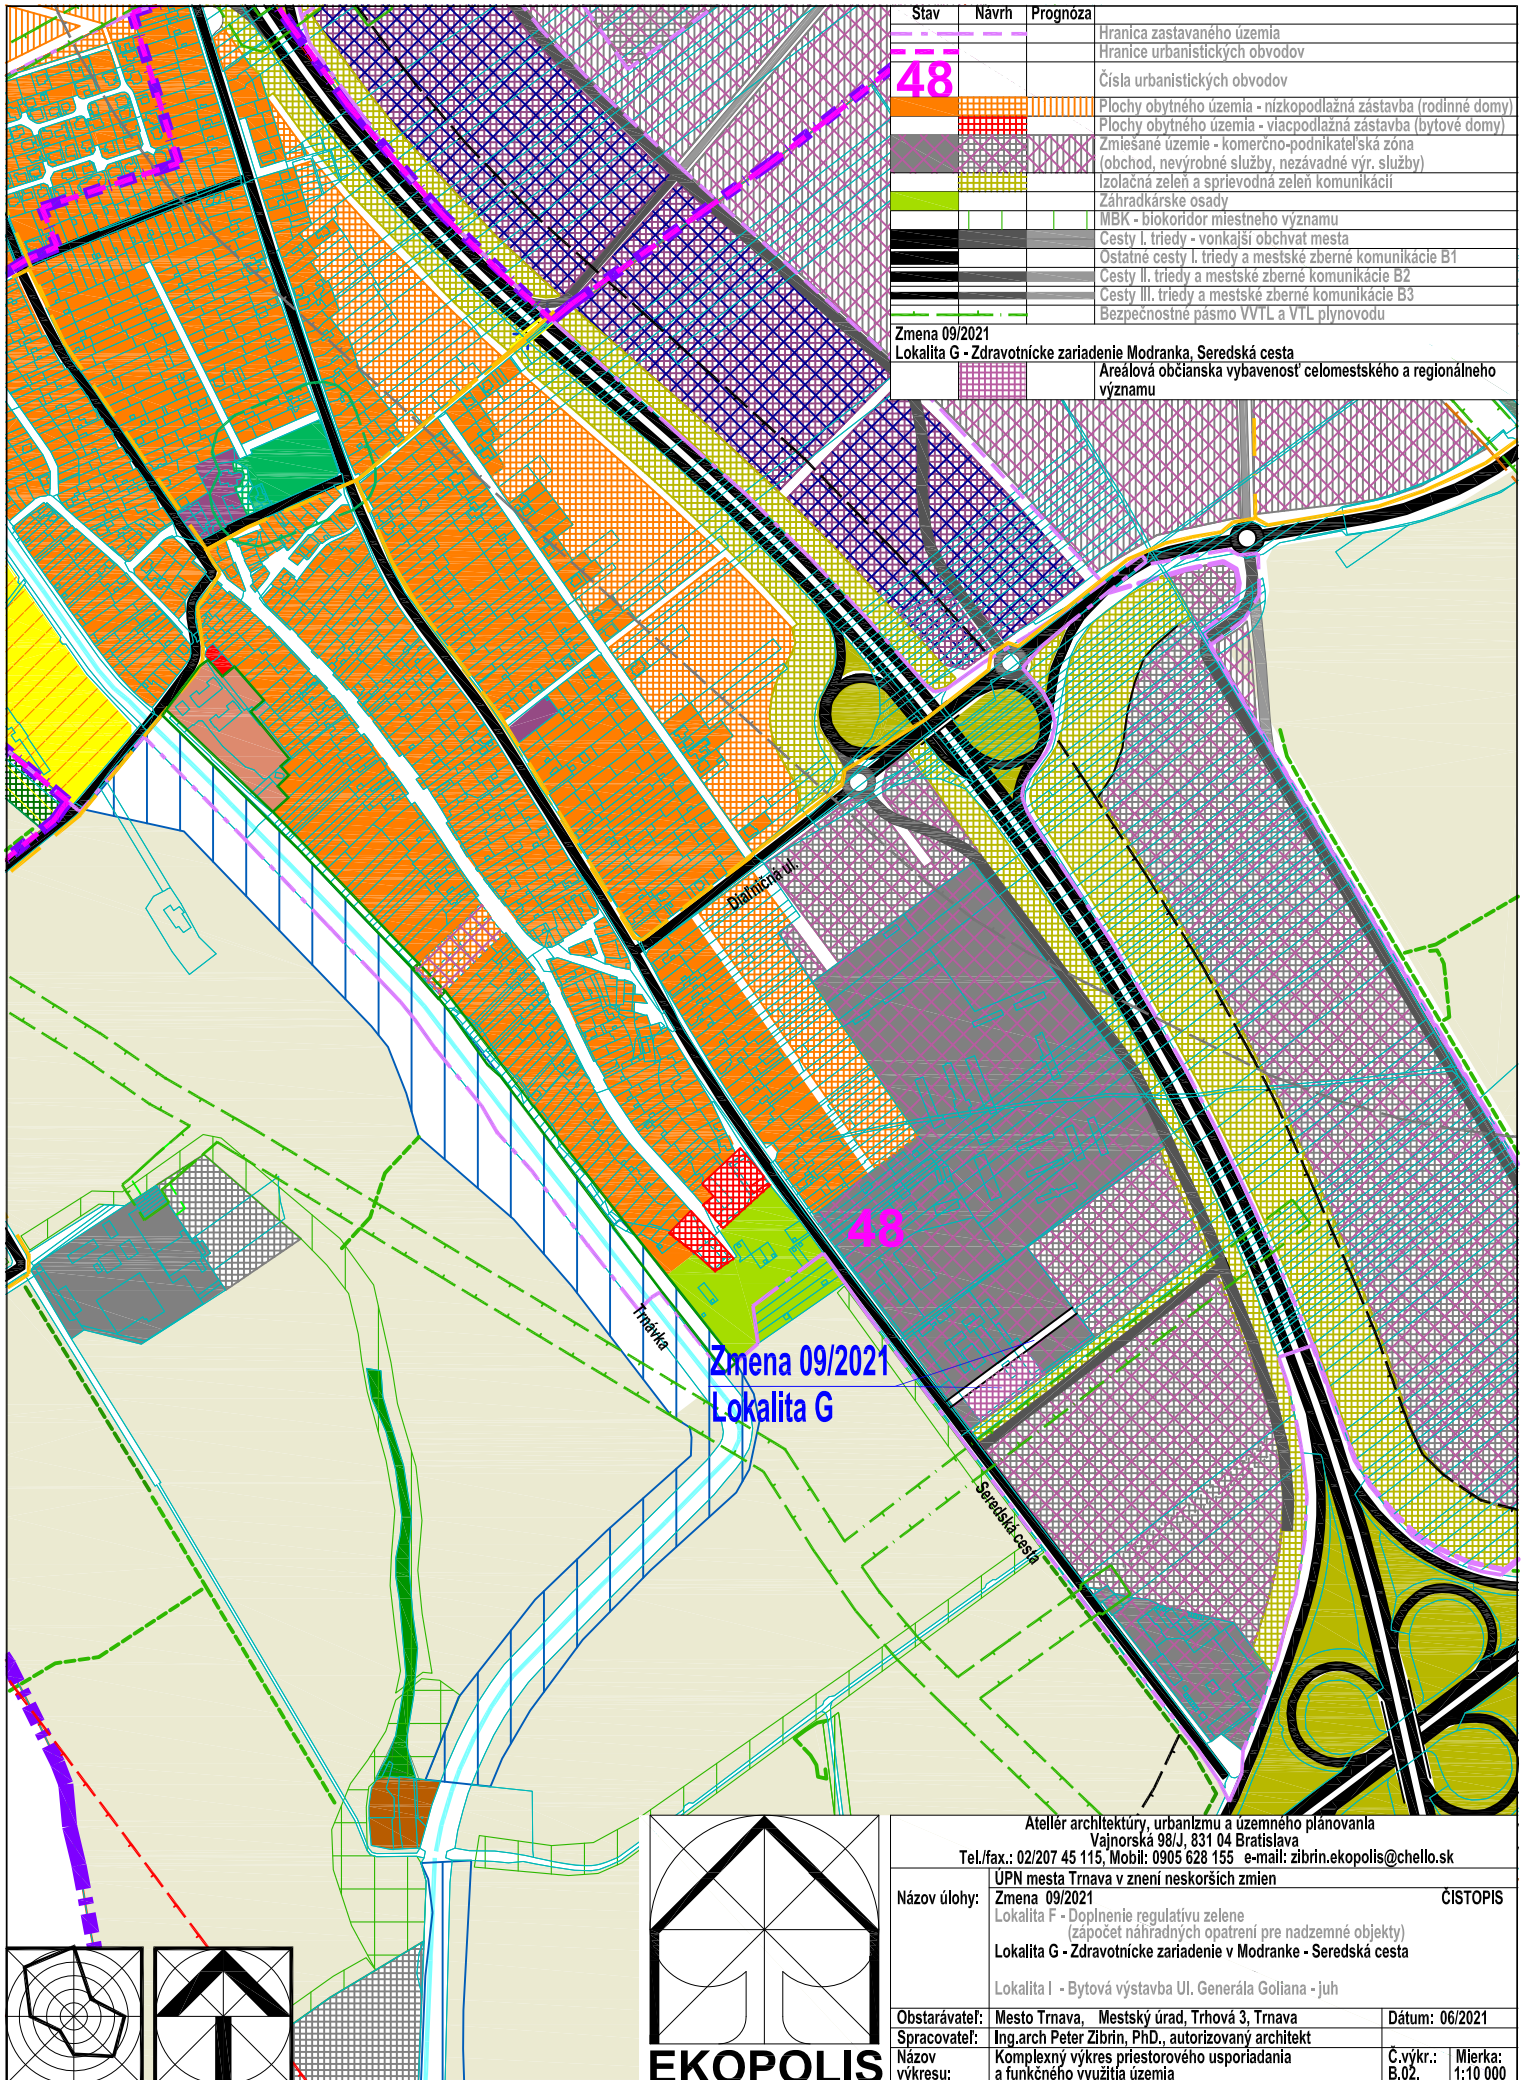 Stav Návrh Prognóza
Hranica zastavaného územia
Hranice urbanistických obvodov
48 Čísla urbanistických obvodov
Plochy obytného územia - nízkopodlažná zástavba (rodinné domy)
Plochy obytného územia - viacpodlažná zástavba (bytové domy)
Zmiešané územie - komerčno-podnikateľská zóna
(obchod, nevýrobné služby, nezávadné výr. služby)
Izolačná zeleň a sprievodná zeleň komunikácií
Záhradkárske osady
MBK - biokoridor miestneho významu
Cesty I. triedy - vonkajší obchvat mesta
Ostatné cesty I. triedy a mestské zberné komunikácie B1
Cesty II. triedy a mestské zberné komunikácie B2
Cesty III. triedy a mestské zberné komunikácie B3
Bezpečnostné pásmo VVTL a VTL plynovodu
Zmena 09/2021
Lokalita G - Zdravotnícke zariadenie Modranka, Seredská cesta
Areálová občianska vybavenosť celomestského a regionálneho
významu
Diaľničná ul.
48
Trnávka
Zmena 09/2021
Lokalita G
Seredská cesta
EKOPOLIS
Ateliér architektúry, urbanizmu a územného plánovania
Vajnorská 98/J, 831 04 Bratislava
Tel./fax.: 02/207 45 115, Mobil: 0905 628 155 e-mail: zibrin.ekopolis@chello.sk
ÚPN mesta Trnava v znení neskorších zmien
Názov úlohy: Zmena 09/2021 ČISTOPIS
Lokalita F - Doplnenie regulatívu zelene
(zápočet náhradných opatrení pre nadzemné objekty)
Lokalita G - Zdravotnícke zariadenie v Modranke - Seredská cesta
Lokalita I - Bytová výstavba Ul. Generála Goliana - juh
Obstarávateľ: Mesto Trnava, Mestský úrad, Trhová 3, Trnava Dátum: 06/2021
Spracovateľ: Ing.arch Peter Zibrin, PhD., autorizovaný architekt
Názov Komplexný výkres priestorového usporiadania Č.výkr.: Mierka:
výkresu: a funkčného využitia územia B.02. 1:10 000